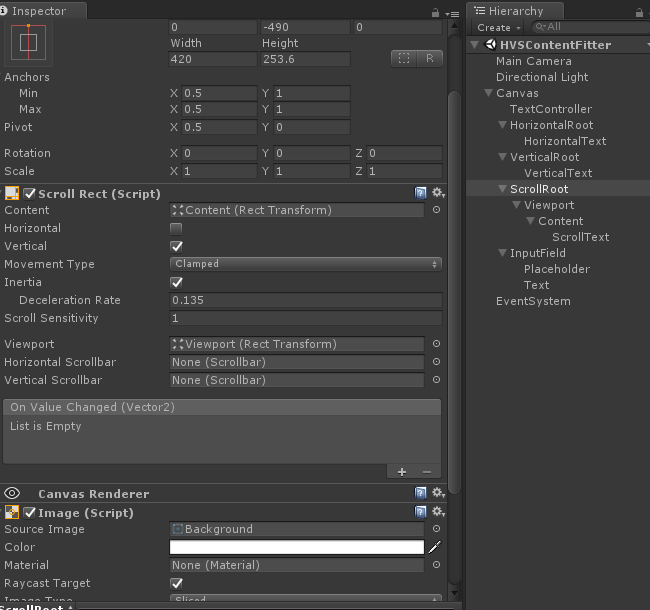 Inspector
0 -490 0
Width Height
420 253.6
R
Anchors
Min X 0.5 Y 1
Max X 0.5 Y 1
Pivot X 0.5 Y 0
Rotation X 0 Y 0 Z 0
Scale X 1 Y 1 Z 1
Scroll Rect (Script)
Content Content (Rect Transform)
Horizontal
Vertical
Movement Type Clamped
Inertia
Deceleration Rate 0.135
Scroll Sensitivity 1
Viewport Viewport (Rect Transform)
Horizontal Scrollbar None (Scrollbar)
Vertical Scrollbar None (Scrollbar)
On Value Changed (Vector2)
List is Empty
+ −
Canvas Renderer
Image (Script)
Source Image Background
Color
Material None (Material)
Raycast Target
Image Type Sliced
ScrollRoot
Hierarchy
Create All
HVSContentFitter
Main Camera
Directional Light
Canvas
TextController
HorizontalRoot
HorizontalText
VerticalRoot
VerticalText
ScrollRoot
Viewport
Content
ScrollText
InputField
Placeholder
Text
EventSystem